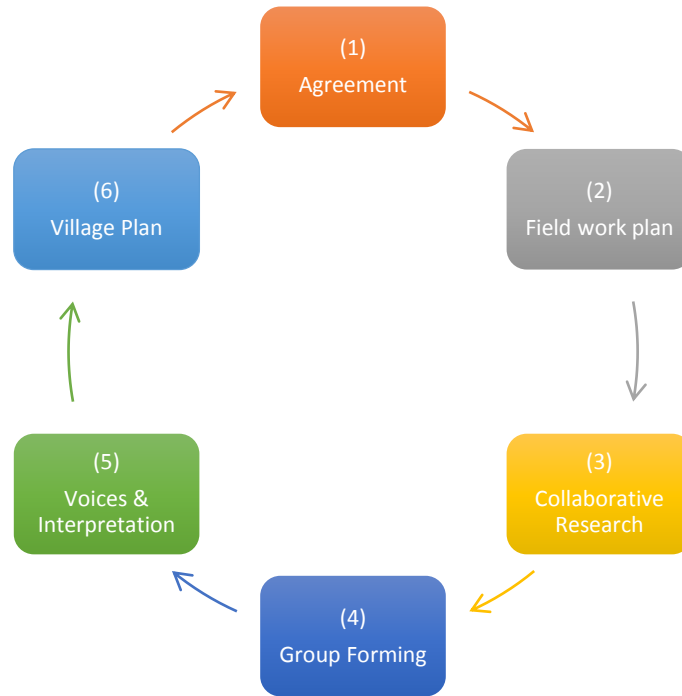 (1)
Agreement
(2)
Field work plan
(3)
Collaborative
Research
(4)
Group Forming
(5)
Voices &
Interpretation
(6)
Village Plan